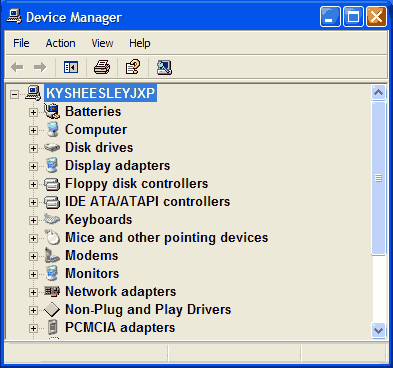 Device Manager
File Action View Help
KYSHEESLEYJXP
Batteries
Computer
Disk drives
Display adapters
Floppy disk controllers
IDE ATA/ATAPI controllers
Keyboards
Mice and other pointing devices
Modems
Monitors
Network adapters
Non-Plug and Play Drivers
PCMCIA adapters